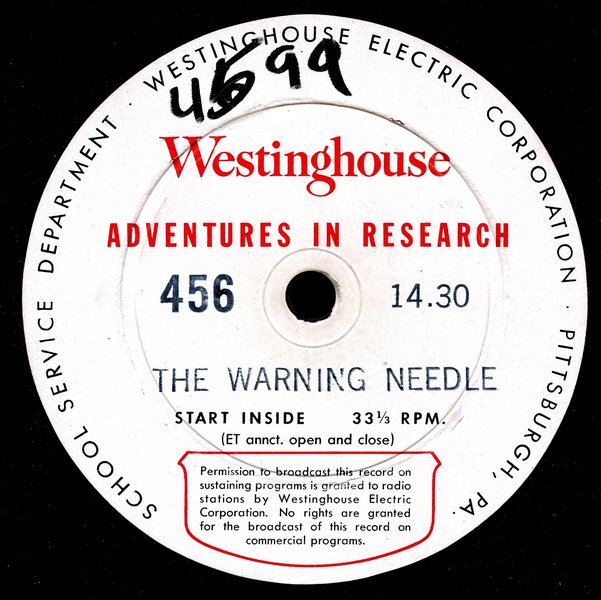 SCHOOL SERVICE DEPARTMENT · WESTINGHOUSE ELECTRIC CORPORATION · PITTSBURGH, PA.
4599
Westinghouse
ADVENTURES IN RESEARCH
456 14.30
THE WARNING NEEDLE
START INSIDE 33⅓ RPM.
(ET annct. open and close)
Permission to broadcast this record on
sustaining programs is granted to radio
stations by Westinghouse Electric
Corporation. No rights are granted
for the broadcast of this record on
commercial programs.